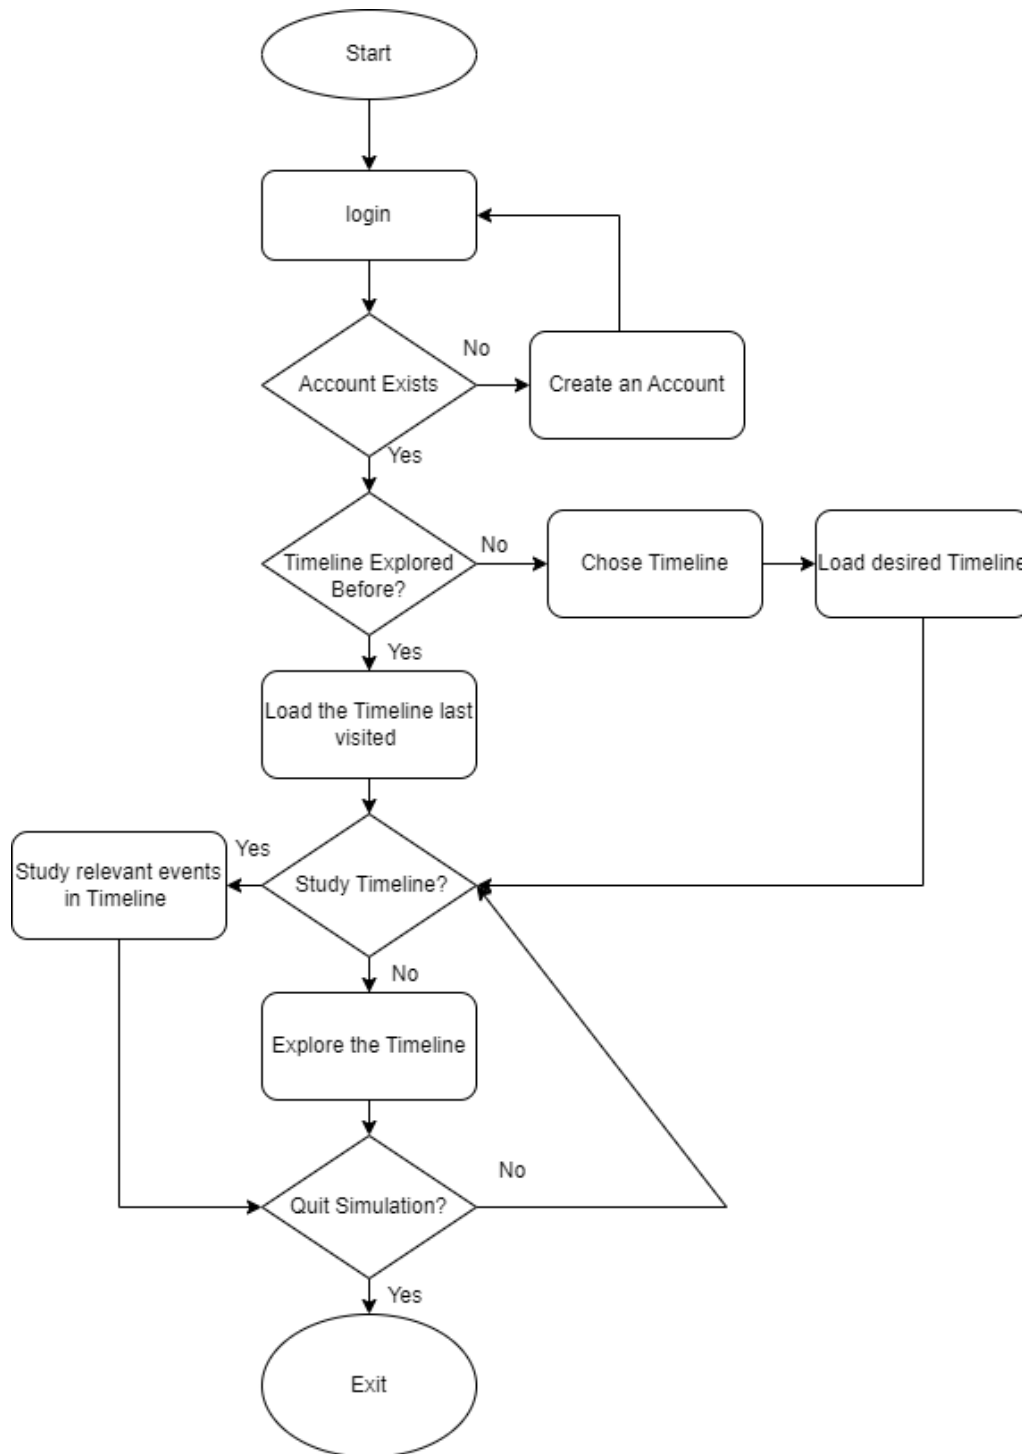 Start
login
No
Account Exists
Create an Account
Yes
No
Timeline Explored
Before?
Chose Timeline
Load desired Timeline
Yes
Load the Timeline last
visited
Yes
Study relevant events
in Timeline
Study Timeline?
No
Explore the Timeline
No
Quit Simulation?
Yes
Exit